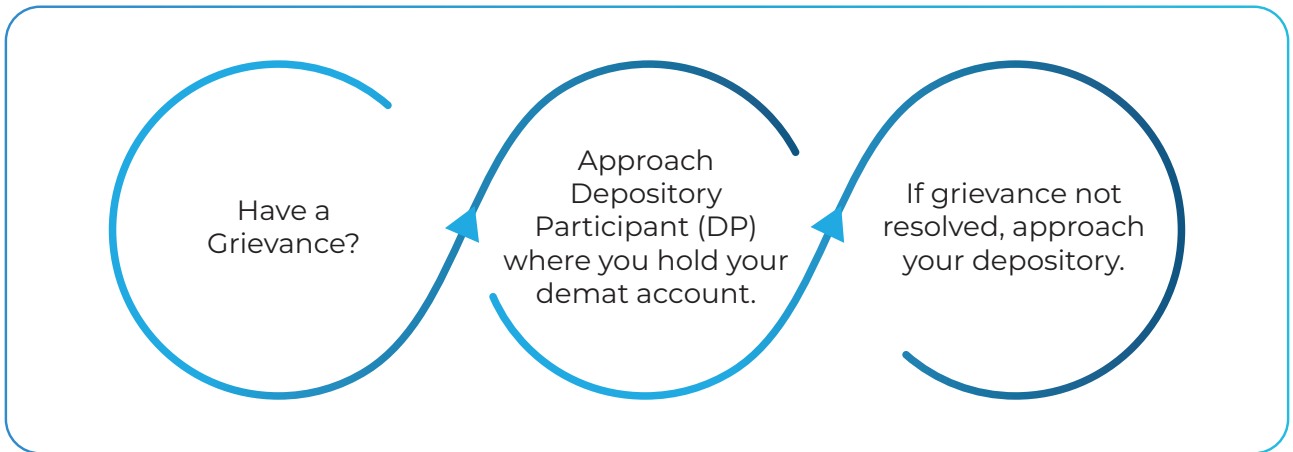 Have a
Grievance?
Approach
Depository
Participant (DP)
where you hold your
demat account.
If grievance not
resolved, approach
your depository.